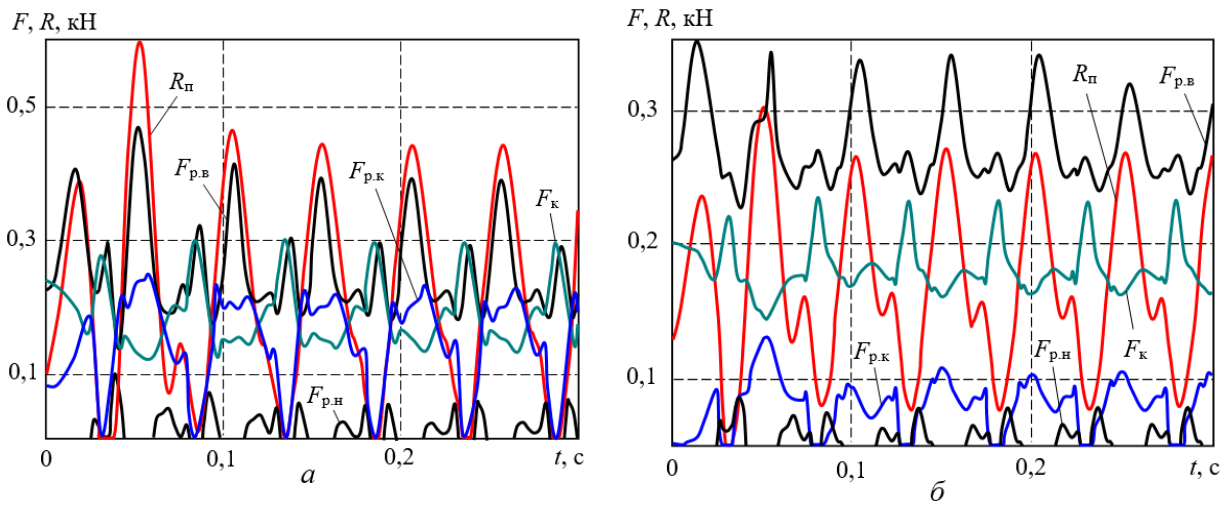 F, R, кН
0,5
0,3
0,1
0
0,1
0,2
t, с
Rп
Fр.в
Fр.к
Fк
Fр.н
а
F, R, кН
0,3
0,2
0,1
0
0,1
0,2
t, с
Rп
Fр.в
Fр.к
Fр.н
Fк
б